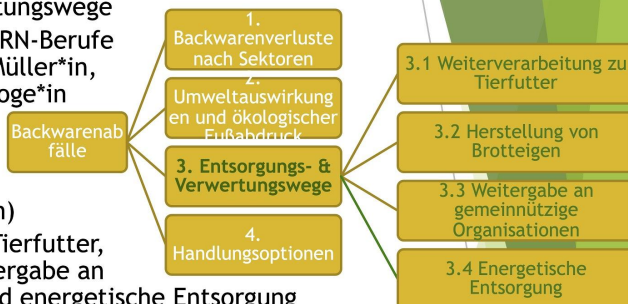 tungswege
RN-Berufe
Müller*in,
oge*in
n)
Tierfutter,
ergabe an
d energetische Entsorgung
Backwarenab
fälle
1.
Backwarenverluste
nach Sektoren
2.
Umweltauswirkung
en und ökologischer
Fußabdruck
3. Entsorgungs- &
Verwertungswege
4.
Handlungsoptionen
3.1 Weiterverarbeitung zu
Tierfutter
3.2 Herstellung von
Brotteigen
3.3 Weitergabe an
gemeinnützige
Organisationen
3.4 Energetische
Entsorgung